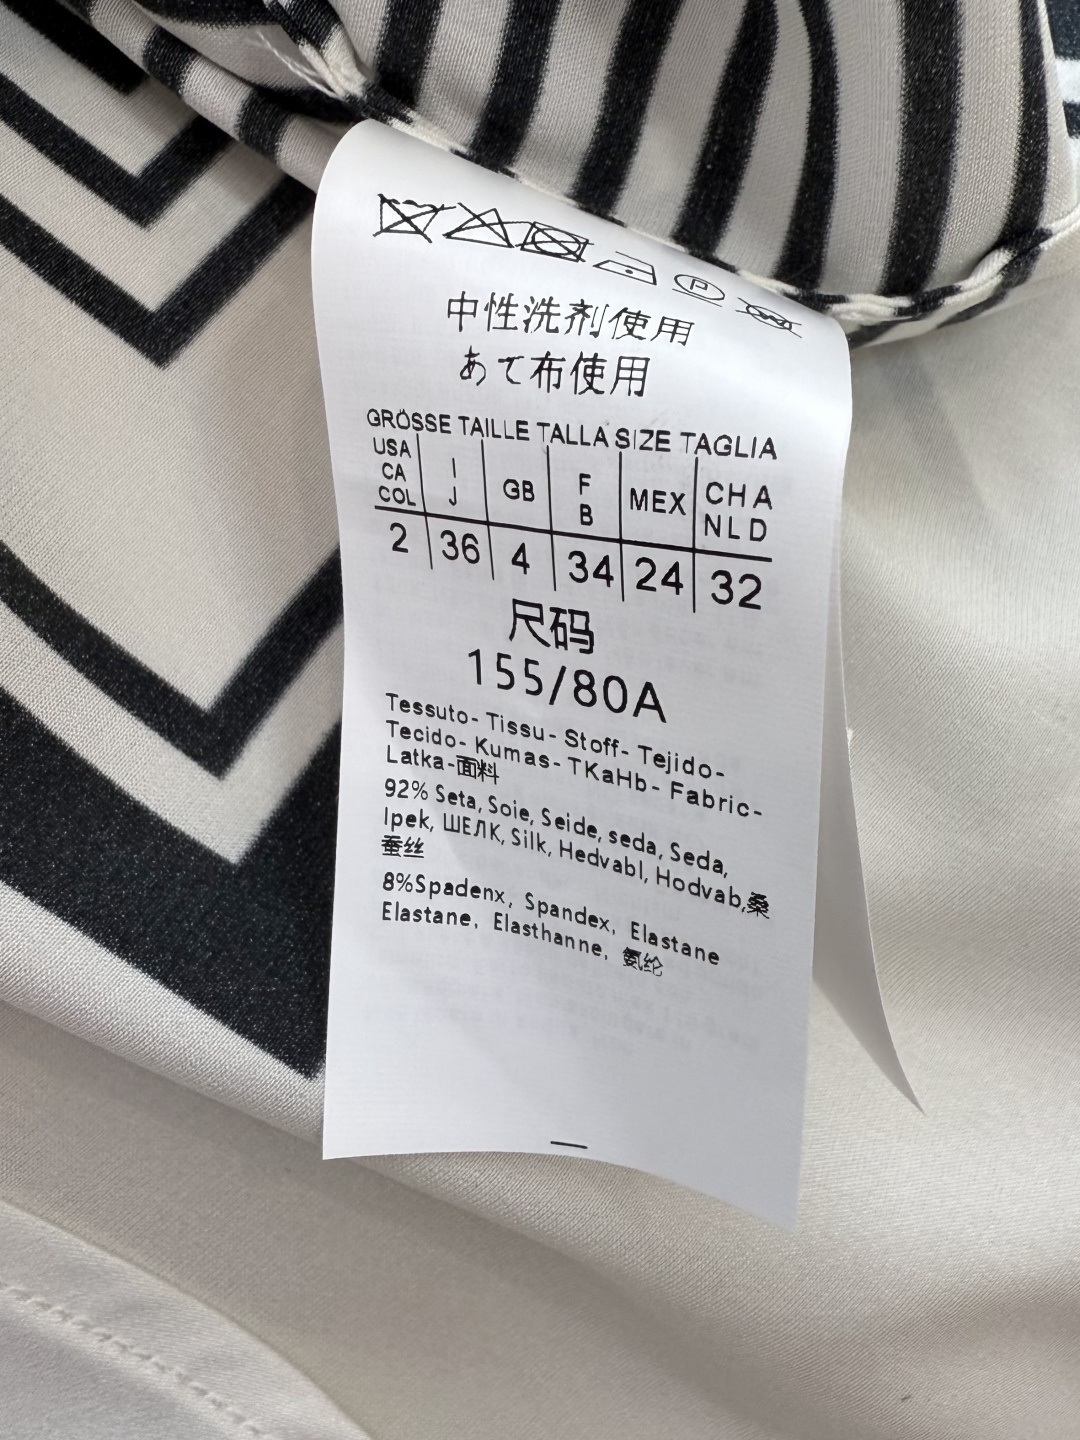 P
中性洗剂使用
あて布使用
GRÖSSE TAILLE TALLA SIZE TAGLIA
USA CA COL I J GB F B MEX CHA NLD
2 36 4 34 24 32
尺码
155/80A
Tessuto- Tissu- Stoff- Tejido-
Tecido- Kumas- TKaHb- Fabric-
Latka-面料
92% Seta, Soie, Seide, seda, Seda,
Ipek, ШЕЛК, Silk, Hedvabl, Hodvab,桑
蚕丝
8%Spadenx, Spandex, Elastane
Elastane, Elasthanne, 氨纶